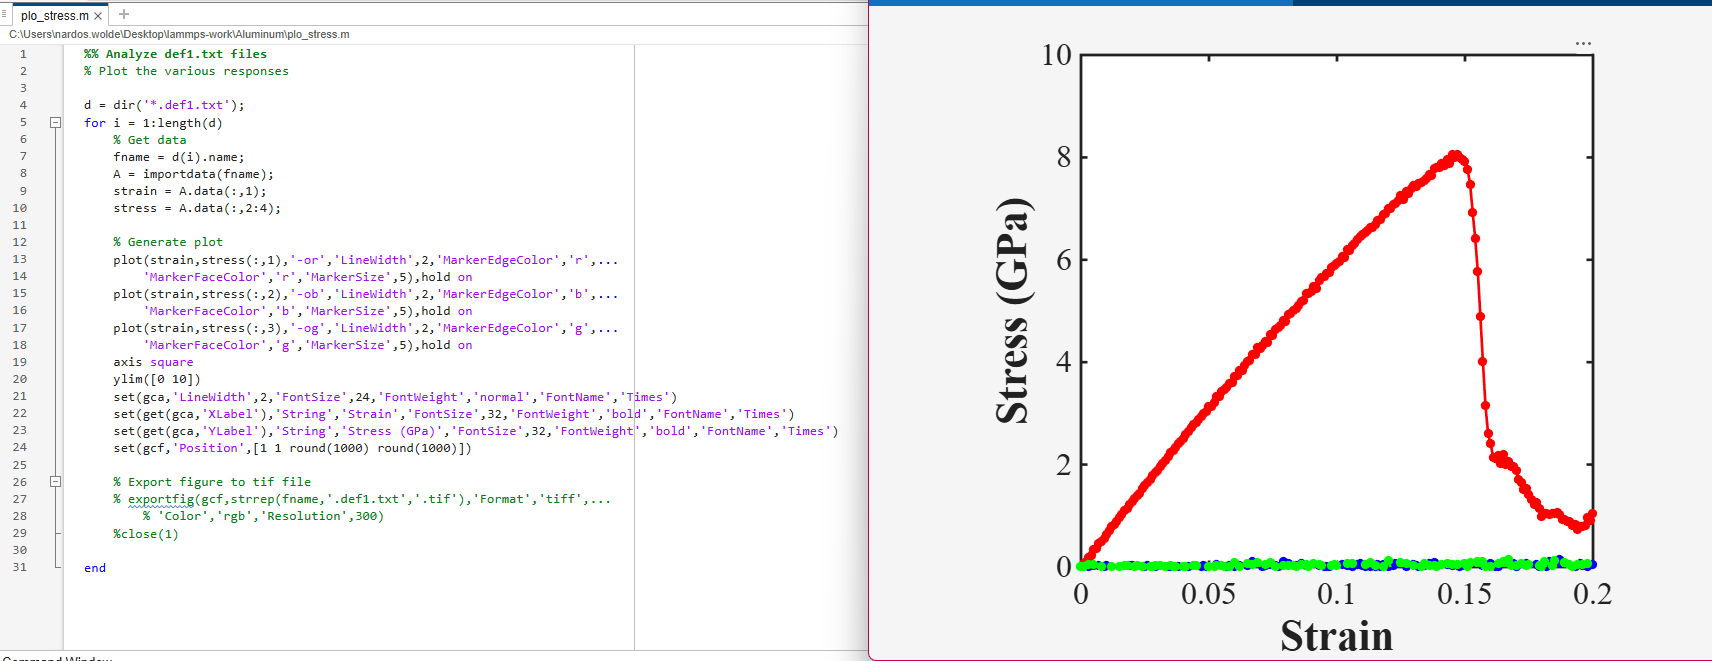 plo_stress.m
C:\Users\nardos.wolde\Desktop\lammps-work\Aluminum\plo_stress.m
1 %% Analyze def1.txt files
2 % Plot the various responses
3
4 d = dir('*.def1.txt');
5 for i = 1:length(d)
6 % Get data
7 fname = d(i).name;
8 A = importdata(fname);
9 strain = A.data(:,1);
10 stress = A.data(:,2:4);
11
12 % Generate plot
13 plot(strain,stress(:,1),'-or','LineWidth',2,'MarkerEdgeColor','r',...
14 'MarkerFaceColor','r','MarkerSize',5),hold on
15 plot(strain,stress(:,2),'-ob','LineWidth',2,'MarkerEdgeColor','b',...
16 'MarkerFaceColor','b','MarkerSize',5),hold on
17 plot(strain,stress(:,3),'-og','LineWidth',2,'MarkerEdgeColor','g',...
18 'MarkerFaceColor','g','MarkerSize',5),hold on
19 axis square
20 ylim([0 10])
21 set(gca,'LineWidth',2,'FontSize',24,'FontWeight','normal','FontName','Times')
22 set(get(gca,'XLabel'),'String','Strain','FontSize',32,'FontWeight','bold','FontName','Times')
23 set(get(gca,'YLabel'),'String','Stress (GPa)','FontSize',32,'FontWeight','bold','FontName','Times')
24 set(gcf,'Position',[1 1 round(1000) round(1000)])
25
26 % Export figure to tif file
27 % exportfig(gcf,strrep(fname,'.def1.txt','.tif'),'Format','tiff',...
28 % 'Color','rgb','Resolution',300)
29 %close(1)
30
31 end
Command Window
10
8
6
4
2
0
Stress (GPa)
0 0.05 0.1 0.15 0.2
Strain